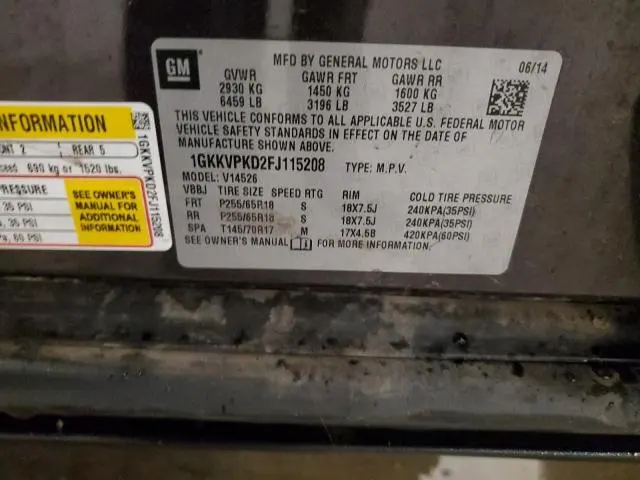 GM
MFD BY GENERAL MOTORS LLC
06/14
GVWR GAWR FRT GAWR RR
2930 KG 1450 KG 1600 KG
6459 LB 3196 LB 3527 LB
THIS VEHICLE CONFORMS TO ALL APPLICABLE U.S. FEDERAL MOTOR
VEHICLE SAFETY STANDARDS IN EFFECT ON THE DATE OF
MANUFACTURE SHOWN ABOVE.
1GKKVPKD2FJ115208 TYPE: M.P.V.
MODEL: V14526
VBBJ TIRE SIZE SPEED RTG RIM COLD TIRE PRESSURE
FRT P255/65R18 S 18X7.5J 240KPA(35PSI)
RR P255/65R18 S 18X7.5J 240KPA(35PSI)
SPA T145/70R17 M 17X4.5B 420KPA(60PSI)
SEE OWNER'S MANUAL FOR MORE INFORMATION.
NFORMATION
ONT 2 REAR 5
690 kg or 1520 lbs.
PRESSURE
35 PSI
35 PSI
60 PSI
SEE OWNER'S
MANUAL FOR
ADDITIONAL
INFORMATION
1GKKVPKD2FJ115208